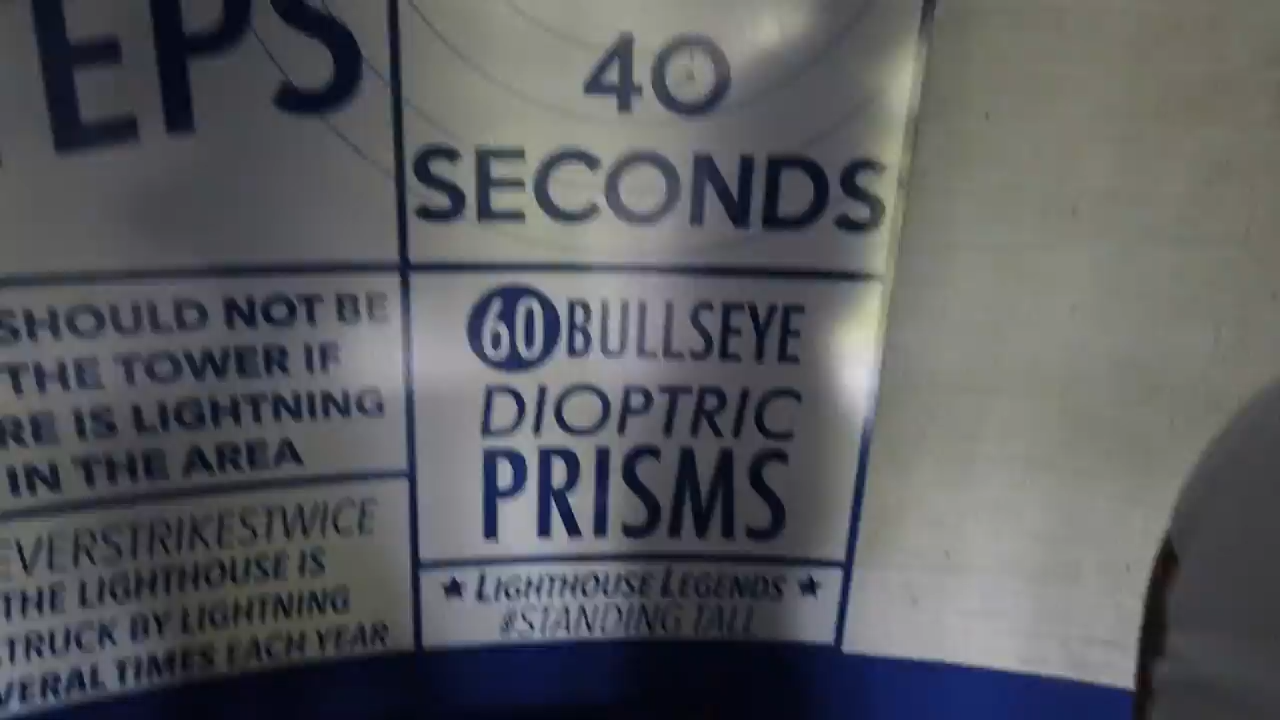 EPS
SHOULD NOT BE
THE TOWER IF
RE IS LIGHTNING
IN THE AREA
EVERSTRIKESTWICE
THE LIGHTHOUSE IS
TRUCK BY LIGHTNING
VERAL TIMES EACH YEAR
40
SECONDS
60 BULLSEYE
DIOPTRIC
PRISMS
★ LIGHTHOUSE LEGENDS ★
#STANDING TALL